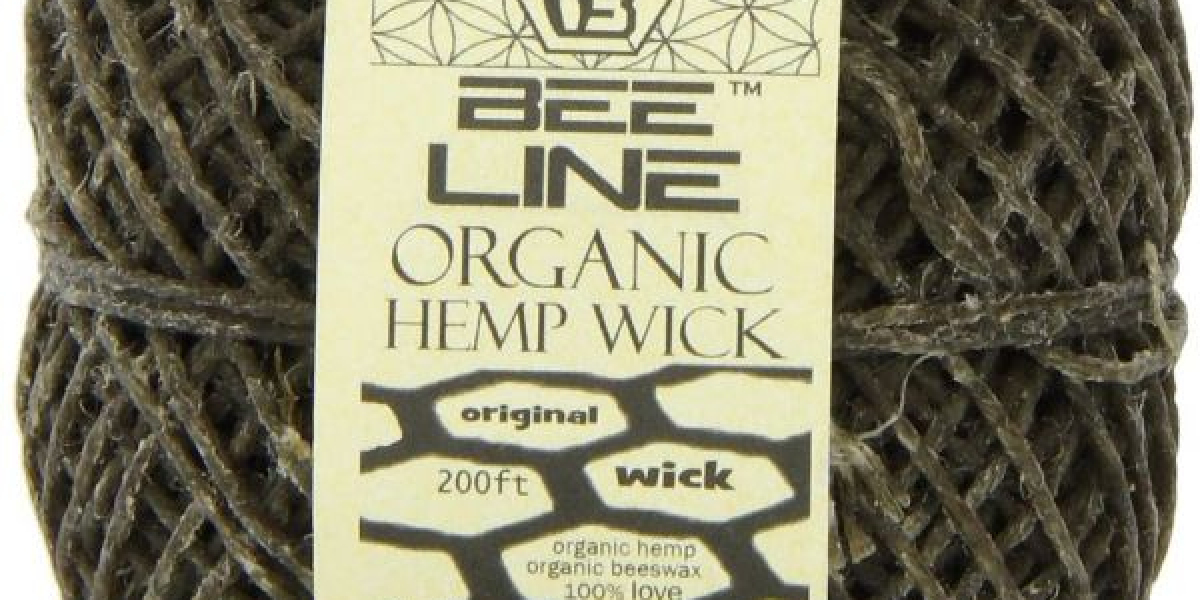 BEE™
LINE
ORGANIC
HEMP WICK
original
200ft
wick
organic hemp
organic beeswax
100% love